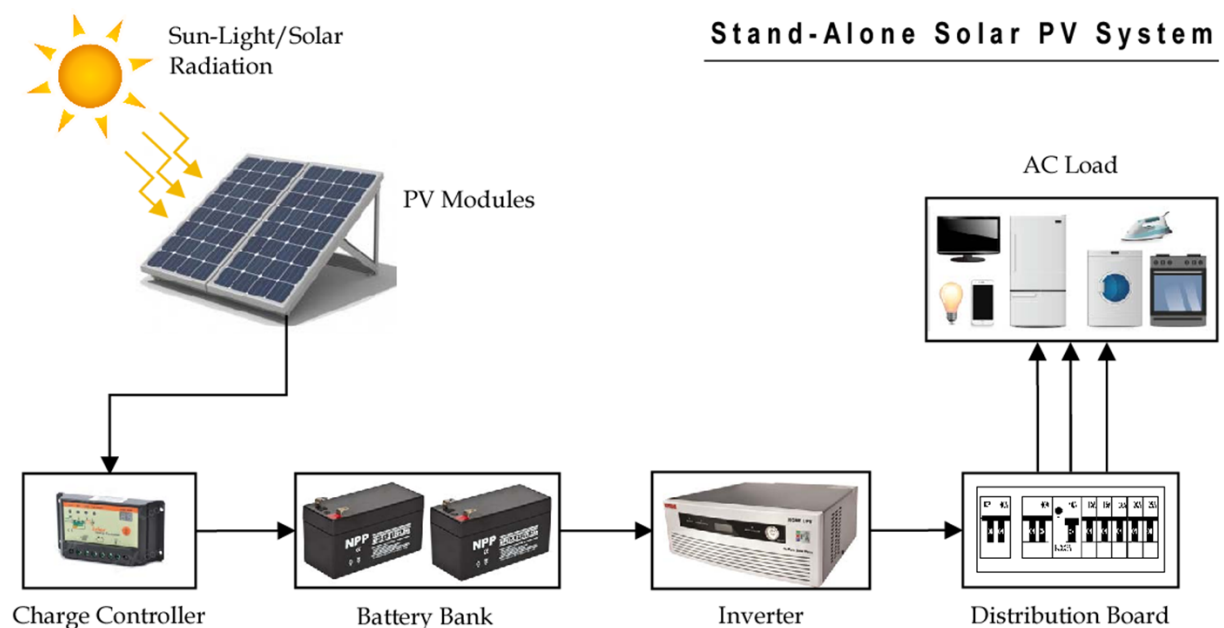 Sun-Light/Solar
Radiation
Stand-Alone Solar PV System
PV Modules
AC Load
NPP
NPP
Charge Controller
Battery Bank
Inverter
Distribution Board